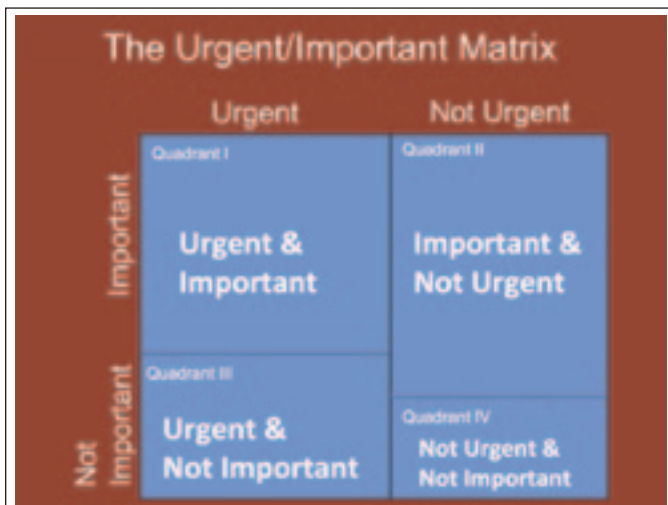 The Urgent/Important Matrix
Urgent
Not Urgent
Important
Quadrant I
Urgent &
Important
Quadrant II
Important &
Not Urgent
Not
Important
Quadrant III
Urgent &
Not Important
Quadrant IV
Not Urgent &
Not Important